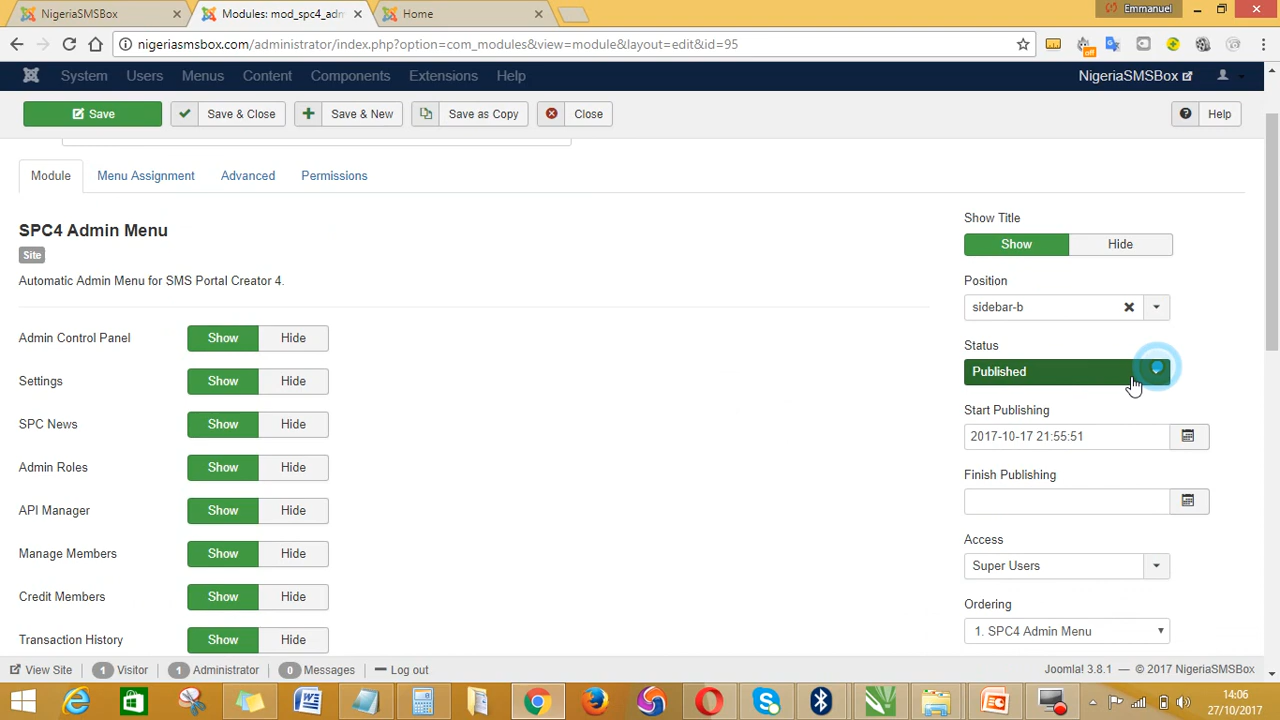 NigeriaSMSBox
Modules: mod_spc4_adm
Home
Emmanuel
nigeriasmsbox.com/administrator/index.php?option=com_modules&view=module&layout=edit&id=95
off
System Users Menus Content Components Extensions Help
NigeriaSMSBox
Save
Save & Close
Save & New
Save as Copy
Close
Help
Module
Menu Assignment
Advanced
Permissions
SPC4 Admin Menu
Site
Automatic Admin Menu for SMS Portal Creator 4.
Admin Control Panel Show Hide
Settings Show Hide
SPC News Show Hide
Admin Roles Show Hide
API Manager Show Hide
Manage Members Show Hide
Credit Members Show Hide
Transaction History Show Hide
Show Title
Show Hide
Position
sidebar-b
Status
Published
Start Publishing
2017-10-17 21:55:51
Finish Publishing
Access
Super Users
Ordering
1. SPC4 Admin Menu
View Site 1 Visitor 1 Administrator 0 Messages Log out
Joomla! 3.8.1 — © 2017 NigeriaSMSBox
14:06
27/10/2017